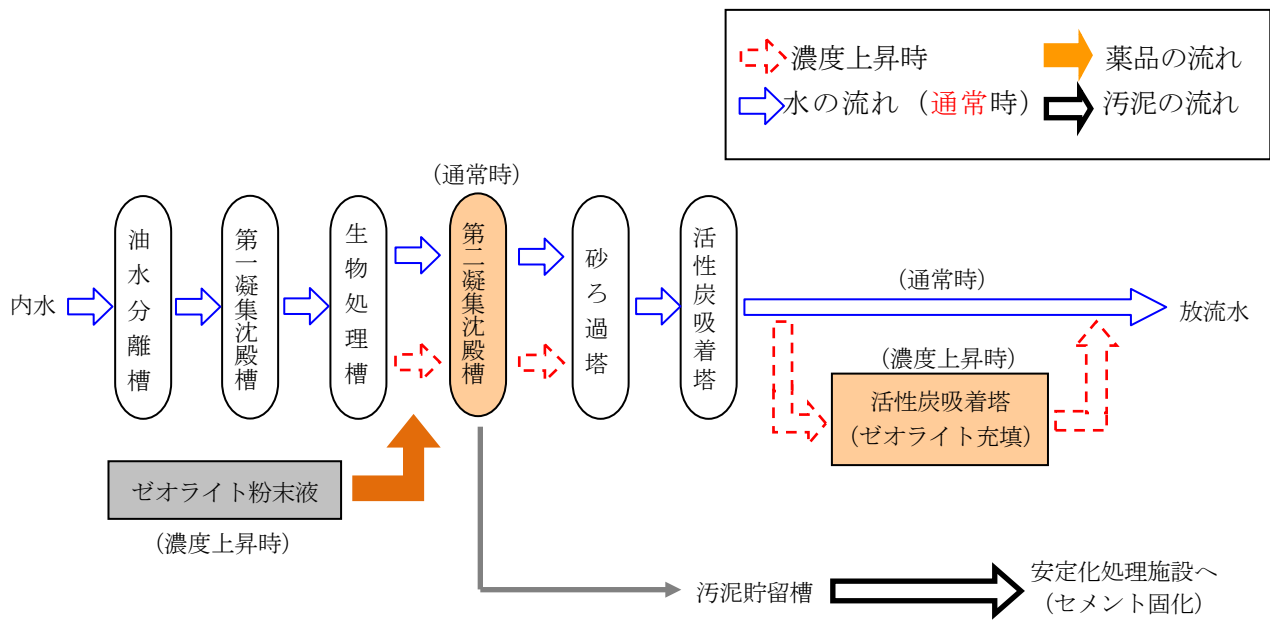 濃度上昇時
薬品の流れ
水の流れ（通常時）
汚泥の流れ
(通常時)
内水
油水分離槽
第一凝集沈殿槽
生物処理槽
第二凝集沈殿槽
砂ろ過塔
活性炭吸着塔
(通常時)
放流水
(濃度上昇時)
活性炭吸着塔
(ゼオライト充填)
ゼオライト粉末液
(濃度上昇時)
汚泥貯留槽
安定化処理施設へ
(セメント固化)